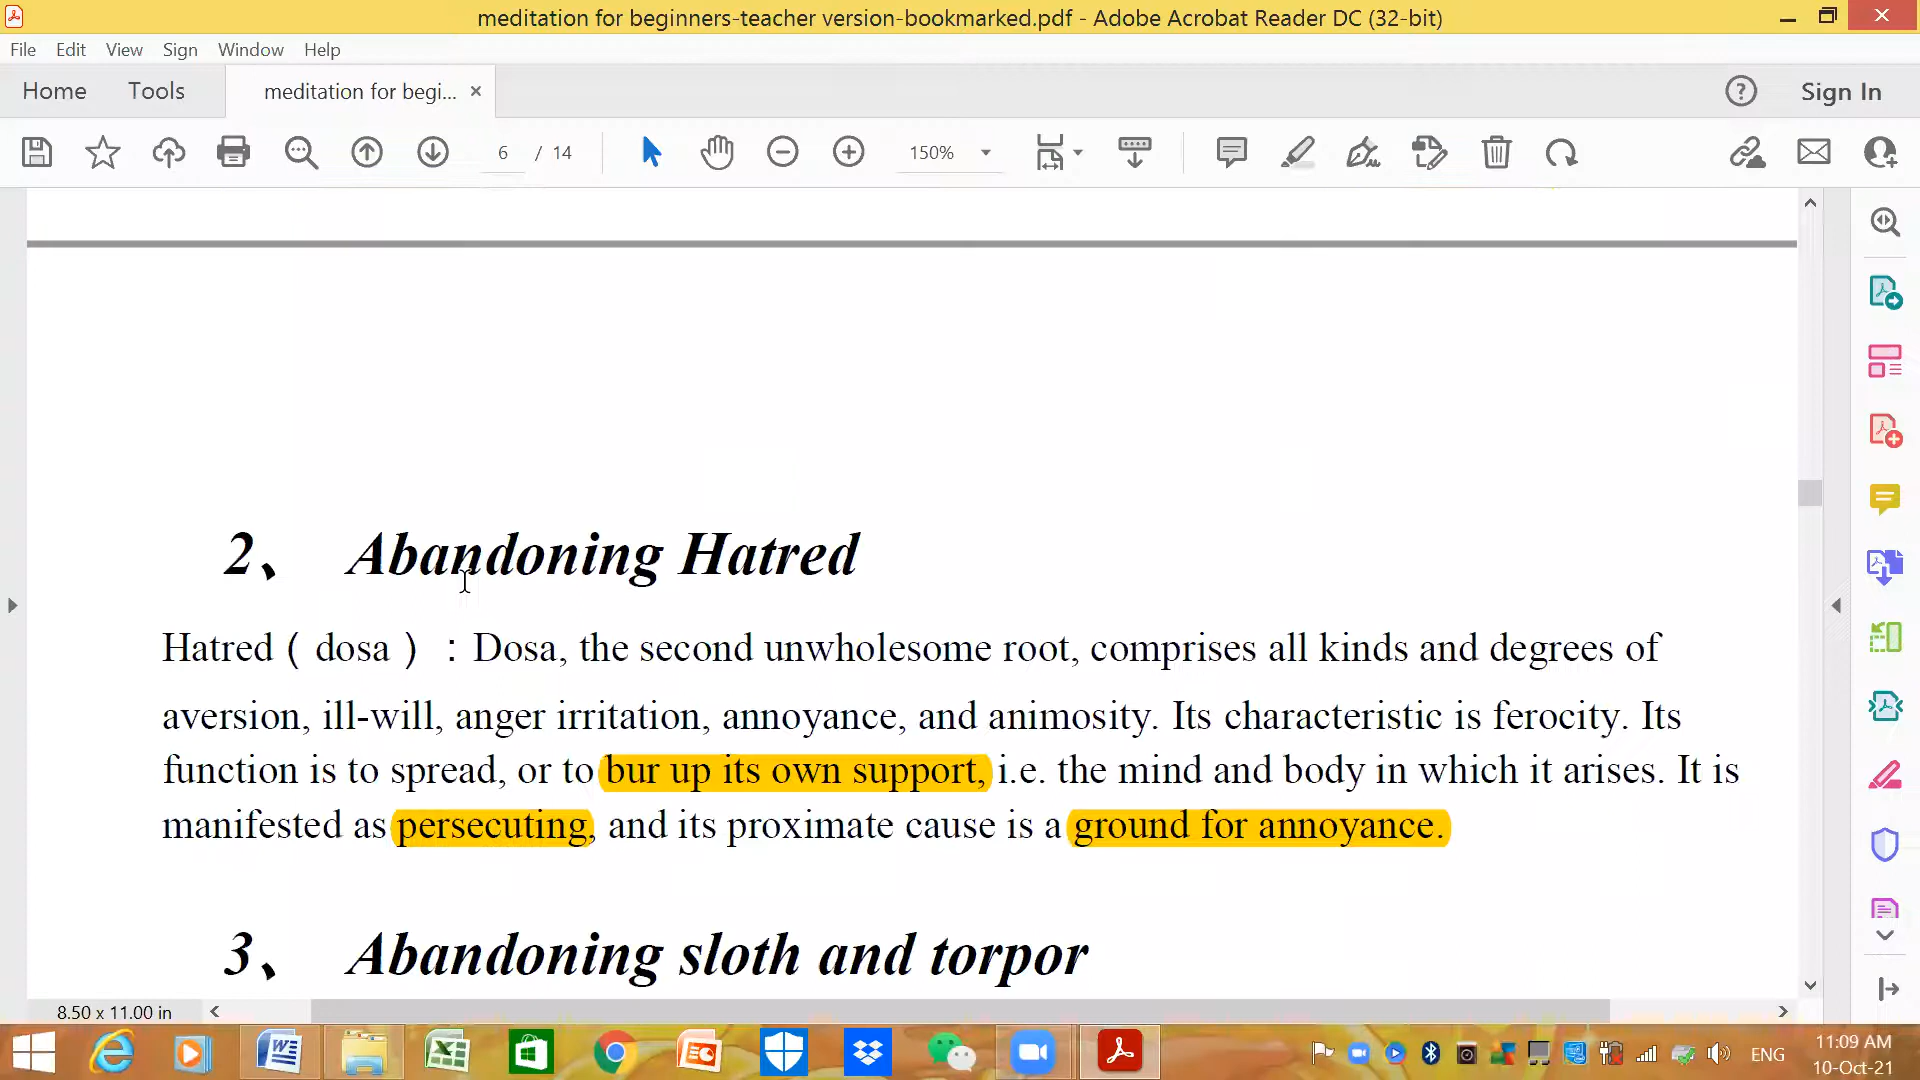 meditation for beginners-teacher version-bookmarked.pdf - Adobe Acrobat Reader DC (32-bit)
File Edit View Sign Window Help
Home Tools meditation for begi... × Sign In
6 / 14 150%
2、 Abandoning Hatred
Hatred（dosa）：Dosa, the second unwholesome root, comprises all kinds and degrees of
aversion, ill-will, anger irritation, annoyance, and animosity. Its characteristic is ferocity. Its
function is to spread, or to bur up its own support, i.e. the mind and body in which it arises. It is
manifested as persecuting, and its proximate cause is a ground for annoyance.
3、 Abandoning sloth and torpor
8.50 x 11.00 in
ENG
11:09 AM
10-Oct-21